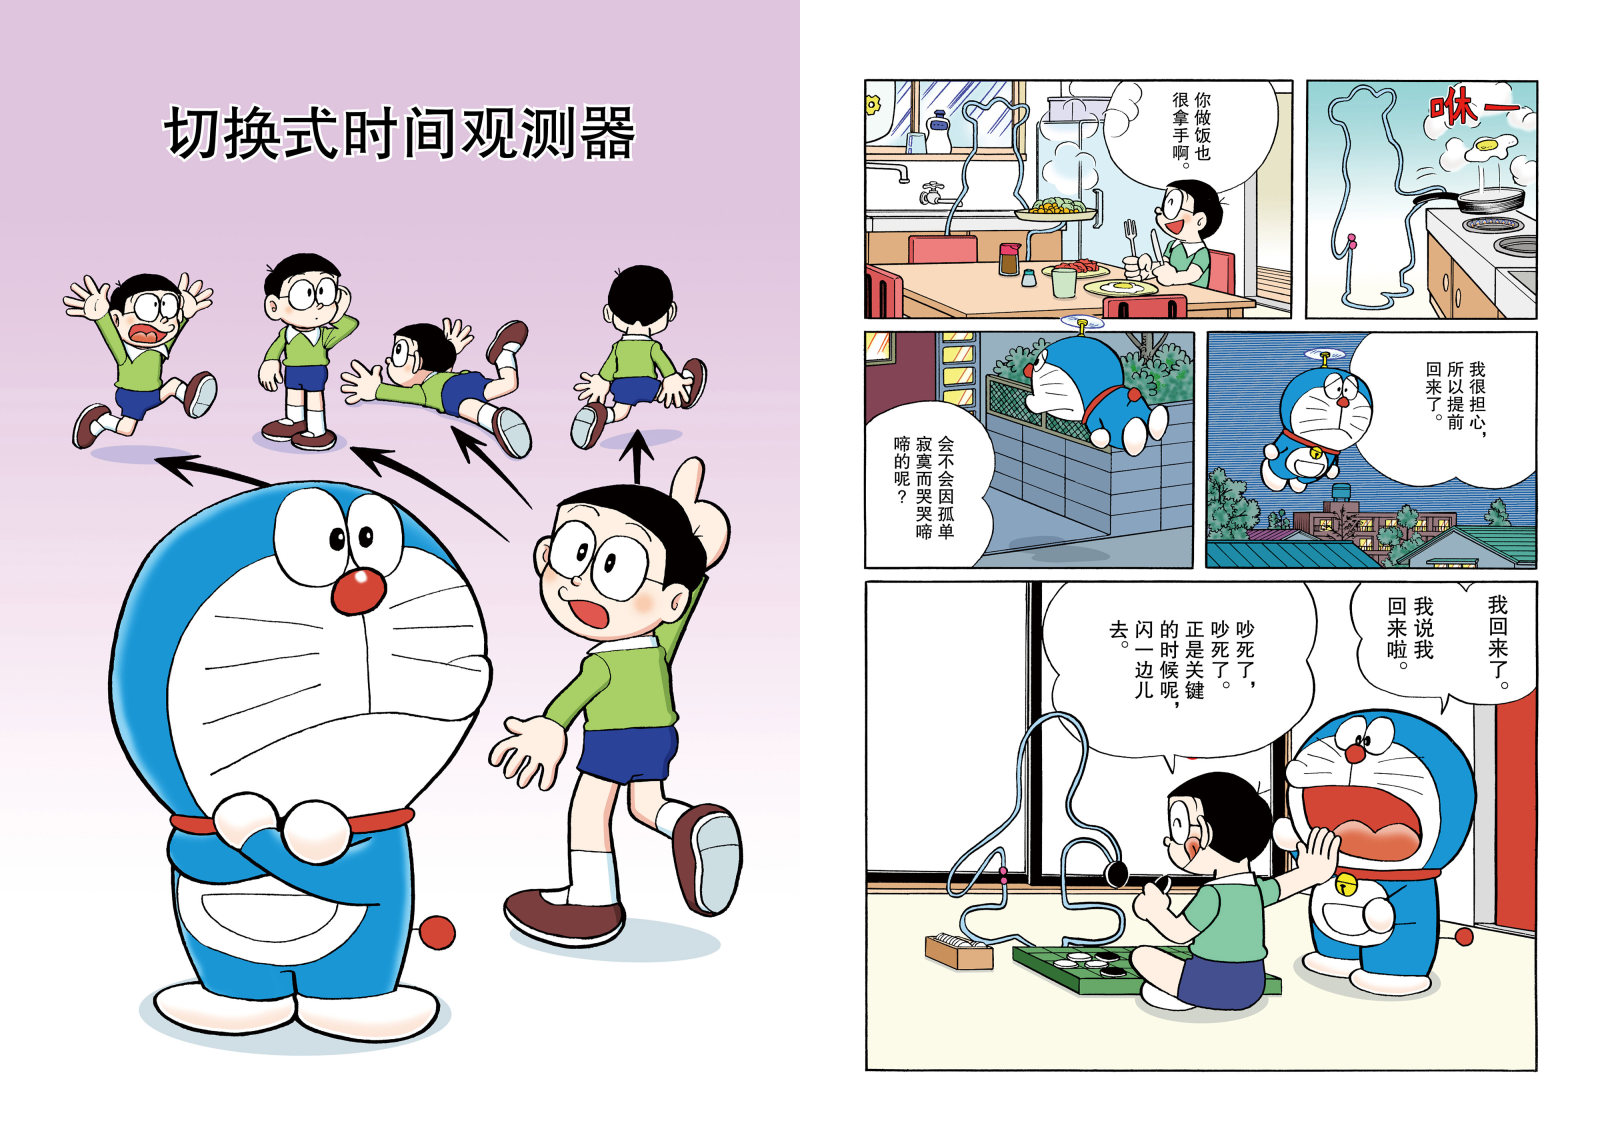 咻一
你做饭也
很拿手啊。
我很担心，
所以提前
回来了。
会不会因孤单
寂寞而哭哭啼
啼的呢？
我回来了。
我说我
回来啦。
吵死了，
吵死了。
正是关键
的时候呢，
闪一边儿
去。
切换式时间观测器